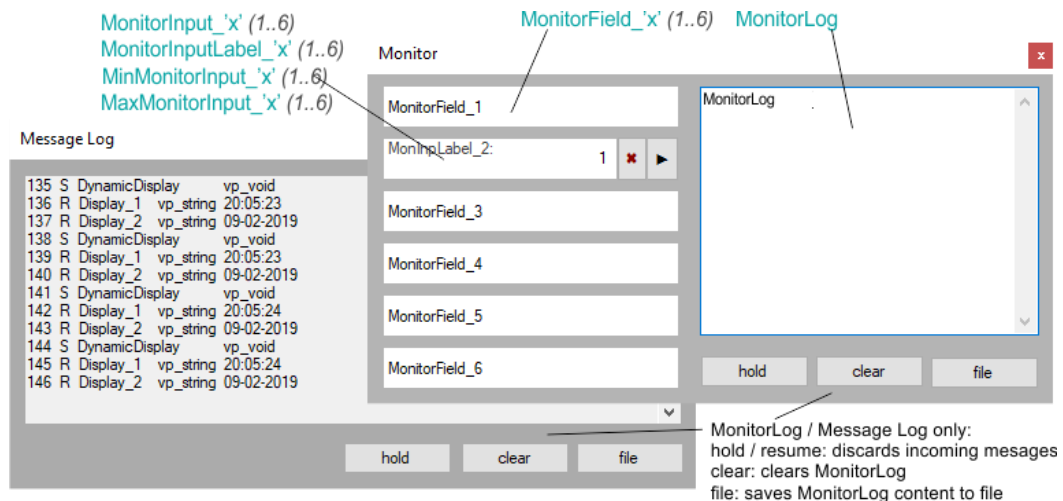 MonitorInput_'x' (1..6)
MonitorInputLabel_'x' (1..6)
MinMonitorInput_'x' (1..6)
MaxMonitorInput_'x' (1..6)
MonitorField_'x' (1..6)
MonitorLog
Monitor
x
MonitorField_1
MonInpLabel_2:
1
MonitorField_3
MonitorField_4
MonitorField_5
MonitorField_6
MonitorLog
hold
clear
file
Message Log
135 S DynamicDisplay vp_void
136 R Display_1 vp_string 20:05:23
137 R Display_2 vp_string 09-02-2019
138 S DynamicDisplay vp_void
139 R Display_1 vp_string 20:05:23
140 R Display_2 vp_string 09-02-2019
141 S DynamicDisplay vp_void
142 R Display_1 vp_string 20:05:24
143 R Display_2 vp_string 09-02-2019
144 S DynamicDisplay vp_void
145 R Display_1 vp_string 20:05:24
146 R Display_2 vp_string 09-02-2019
hold
clear
file
MonitorLog / Message Log only:
hold / resume: discards incoming mesages
clear: clears MonitorLog
file: saves MonitorLog content to file